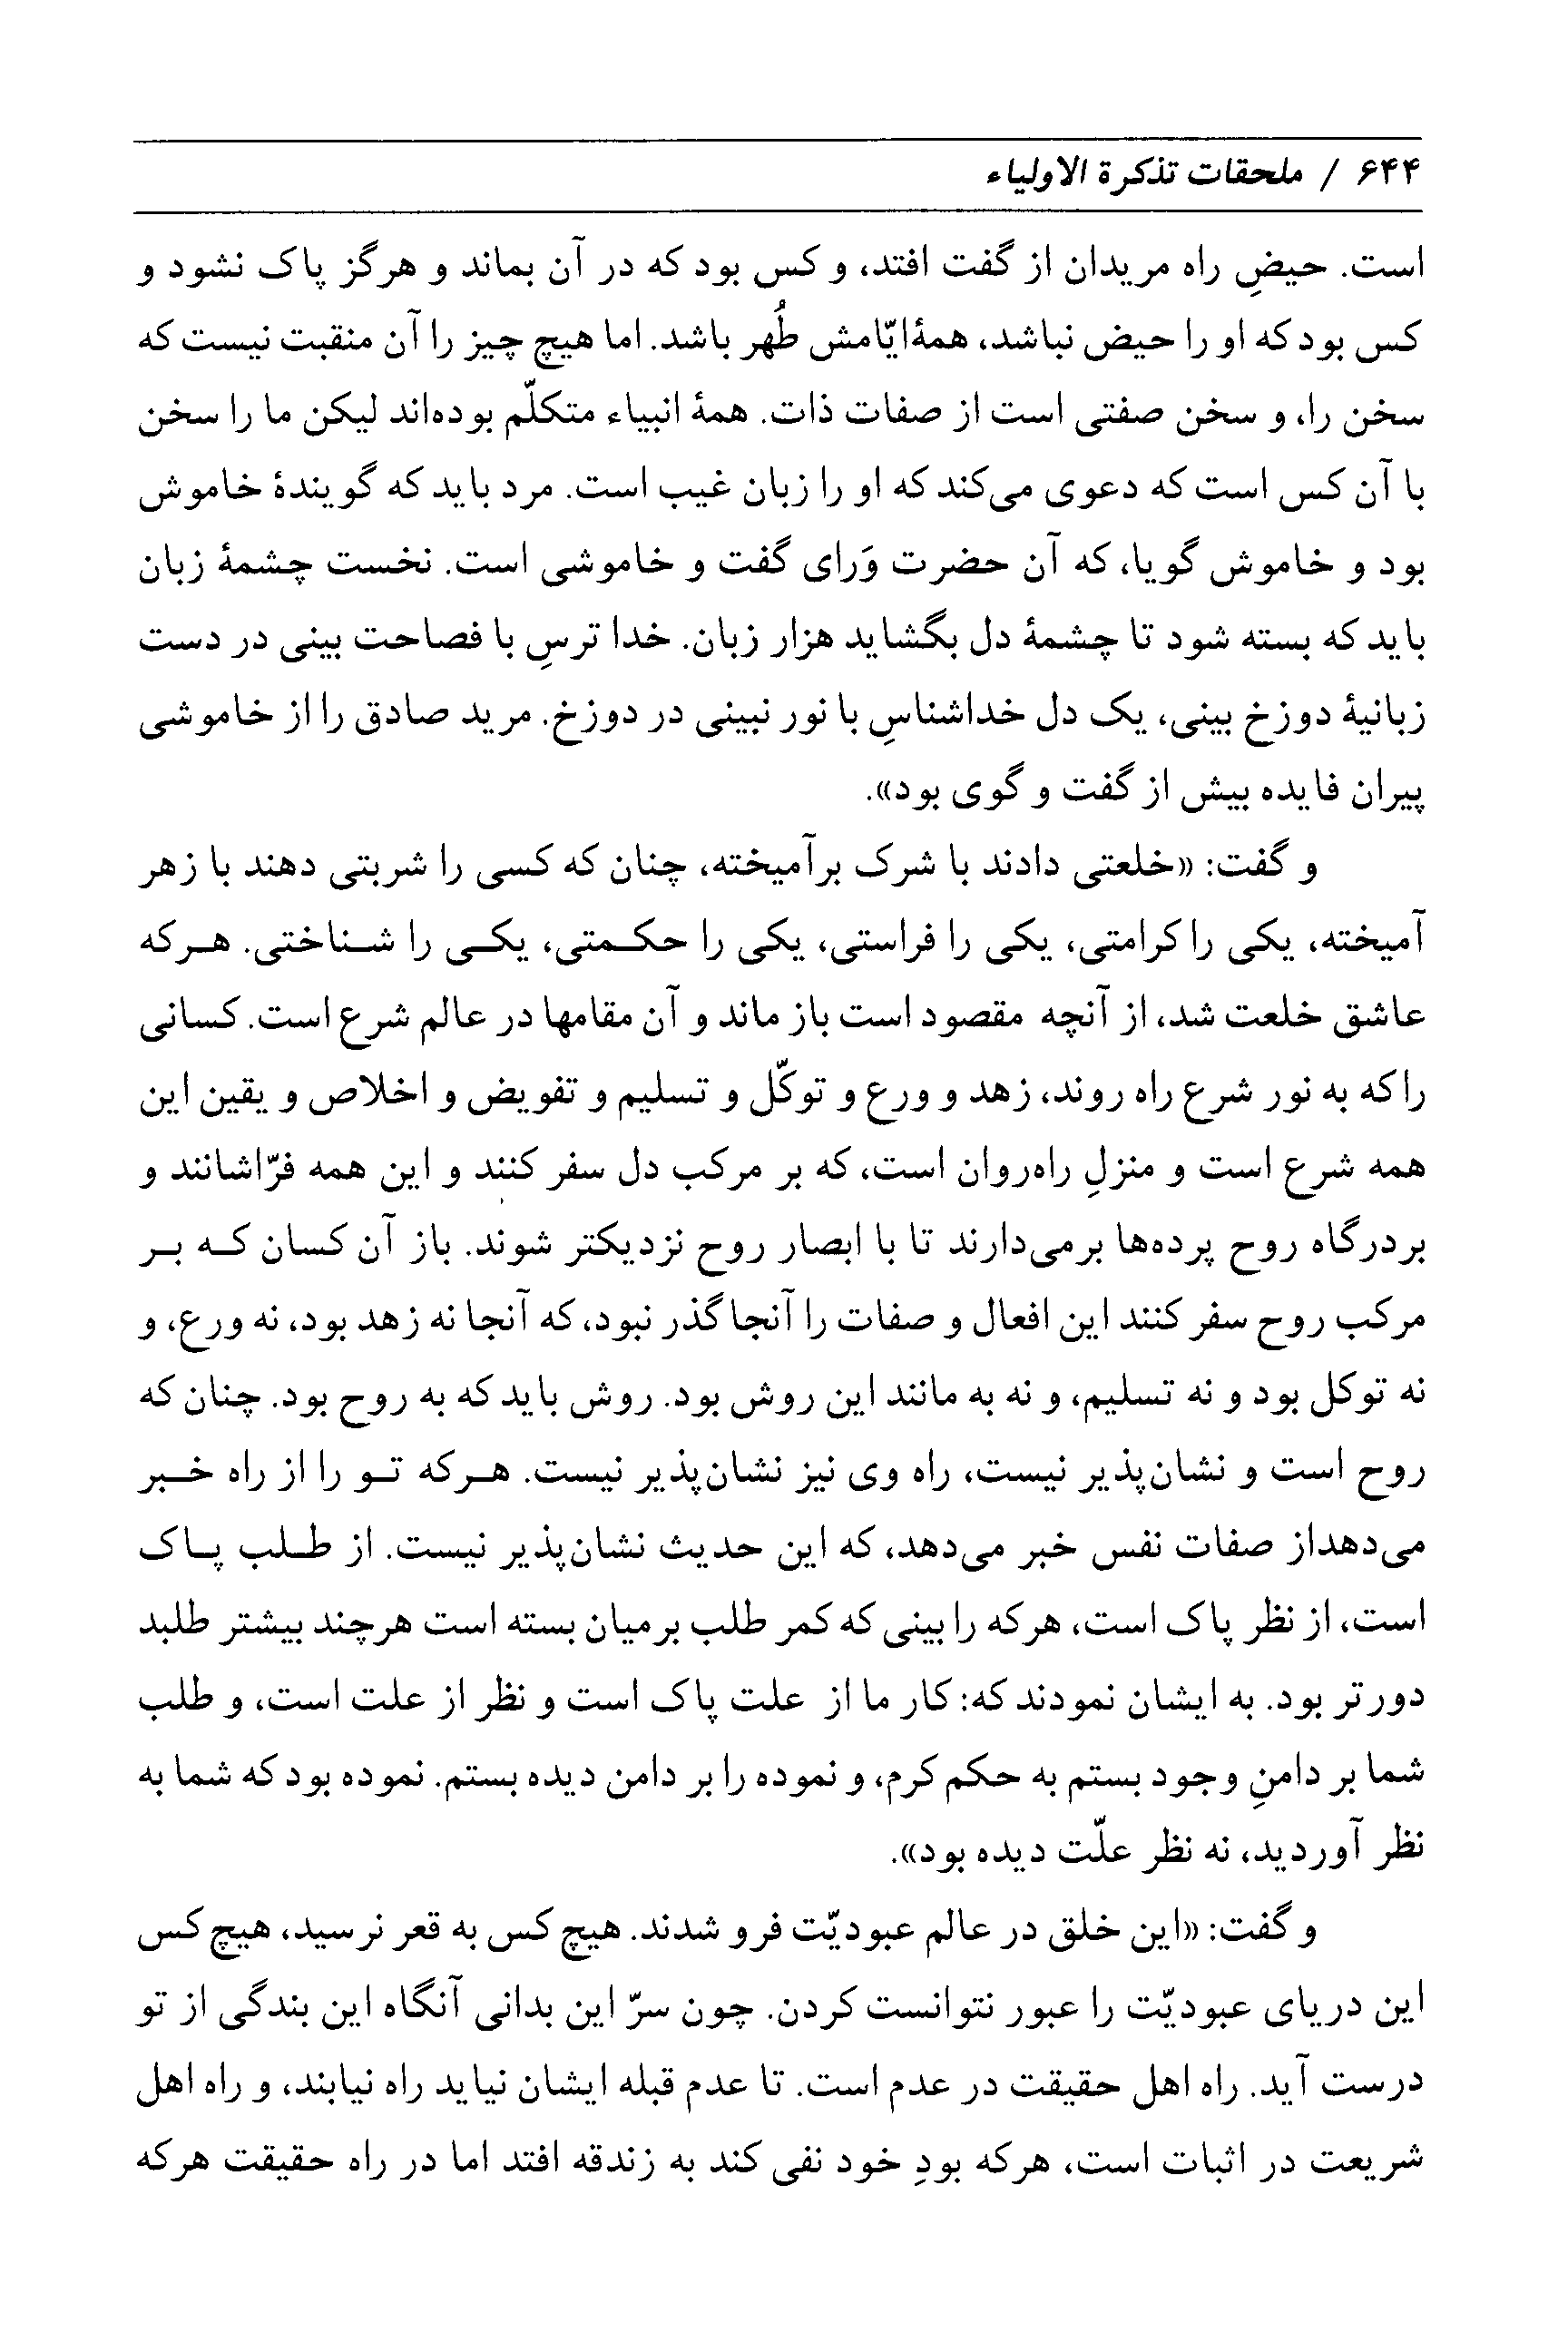 ۶۴۴ / ملحقات تذکرة الاولیاء
است. حیضِ راه مریدان از گفت افتد، و کس بود که در آن بماند و هرگز پاک نشود و
کس بود که او را حیض نباشد، همهٔ ایّامش طُهر باشد. اما هیچ چیز را آن منقبت نیست که
سخن را، و سخن صفتی است از صفات ذات. همهٔ انبیاء متکلّم بوده‌اند لیکن ما را سخن
با آن کس است که دعوی می‌کند که او را زبان غیب است. مرد باید که گویندهٔ خاموش
بود و خاموش گویا، که آن حضرت وَرای گفت و خاموشی است. نخست چشمهٔ زبان
باید که بسته شود تا چشمهٔ دل بگشاید هزار زبان. خدا ترسِ با فصاحت بینی در دست
زبانیهٔ دوزخ بینی، یک دل خداشناسِ با نور نبینی در دوزخ. مرید صادق را از خاموشی
پیران فایده بیش از گفت و گوی بود».
و گفت: «خلعتی دادند با شرک برآمیخته، چنان که کسی را شربتی دهند با زهر
آمیخته، یکی را کرامتی، یکی را فراستی، یکی را حکمتی، یکی را شناختی. هرکه
عاشق خلعت شد، از آنچه مقصود است باز ماند و آن مقامها در عالم شرع است. کسانی
را که به نور شرع راه روند، زهد و ورع و توکّل و تسلیم و تفویض و اخلاص و یقین این
همه شرع است و منزلِ راه‌روان است، که بر مرکب دل سفر کنند و این همه فرّاشانند و
بردرگاه روح پرده‌ها برمی‌دارند تا با ابصار روح نزدیکتر شوند. باز آن کسان که بر
مرکب روح سفر کنند این افعال و صفات را آنجا گذر نبود، که آنجا نه زهد بود، نه ورع، و
نه توکل بود و نه تسلیم، و نه به مانند این روش بود. روش باید که به روح بود. چنان که
روح است و نشان‌پذیر نیست، راه وی نیز نشان‌پذیر نیست. هرکه تو را از راه خبر
می‌دهداز صفات نفس خبر می‌دهد، که این حدیث نشان‌پذیر نیست. از طلب پاک
است، از نظر پاک است، هرکه را بینی که کمر طلب برمیان بسته است هرچند بیشتر طلبد
دورتر بود. به ایشان نمودند که: کار ما از علت پاک است و نظر از علت است، و طلب
شما بر دامنِ وجود بستم به حکم کرم، و نموده را بر دامن دیده بستم. نموده بود که شما به
نظر آوردید، نه نظر علّت دیده بود».
و گفت: «این خلق در عالم عبودیّت فرو شدند. هیچ کس به قعر نرسید، هیچ کس
این دریای عبودیّت را عبور نتوانست کردن. چون سرّ این بدانی آنگاه این بندگی از تو
درست آید. راه اهل حقیقت در عدم است. تا عدم قبله ایشان نیاید راه نیابند، و راه اهل
شریعت در اثبات است، هرکه بودِ خود نفی کند به زندقه افتد اما در راه حقیقت هرکه